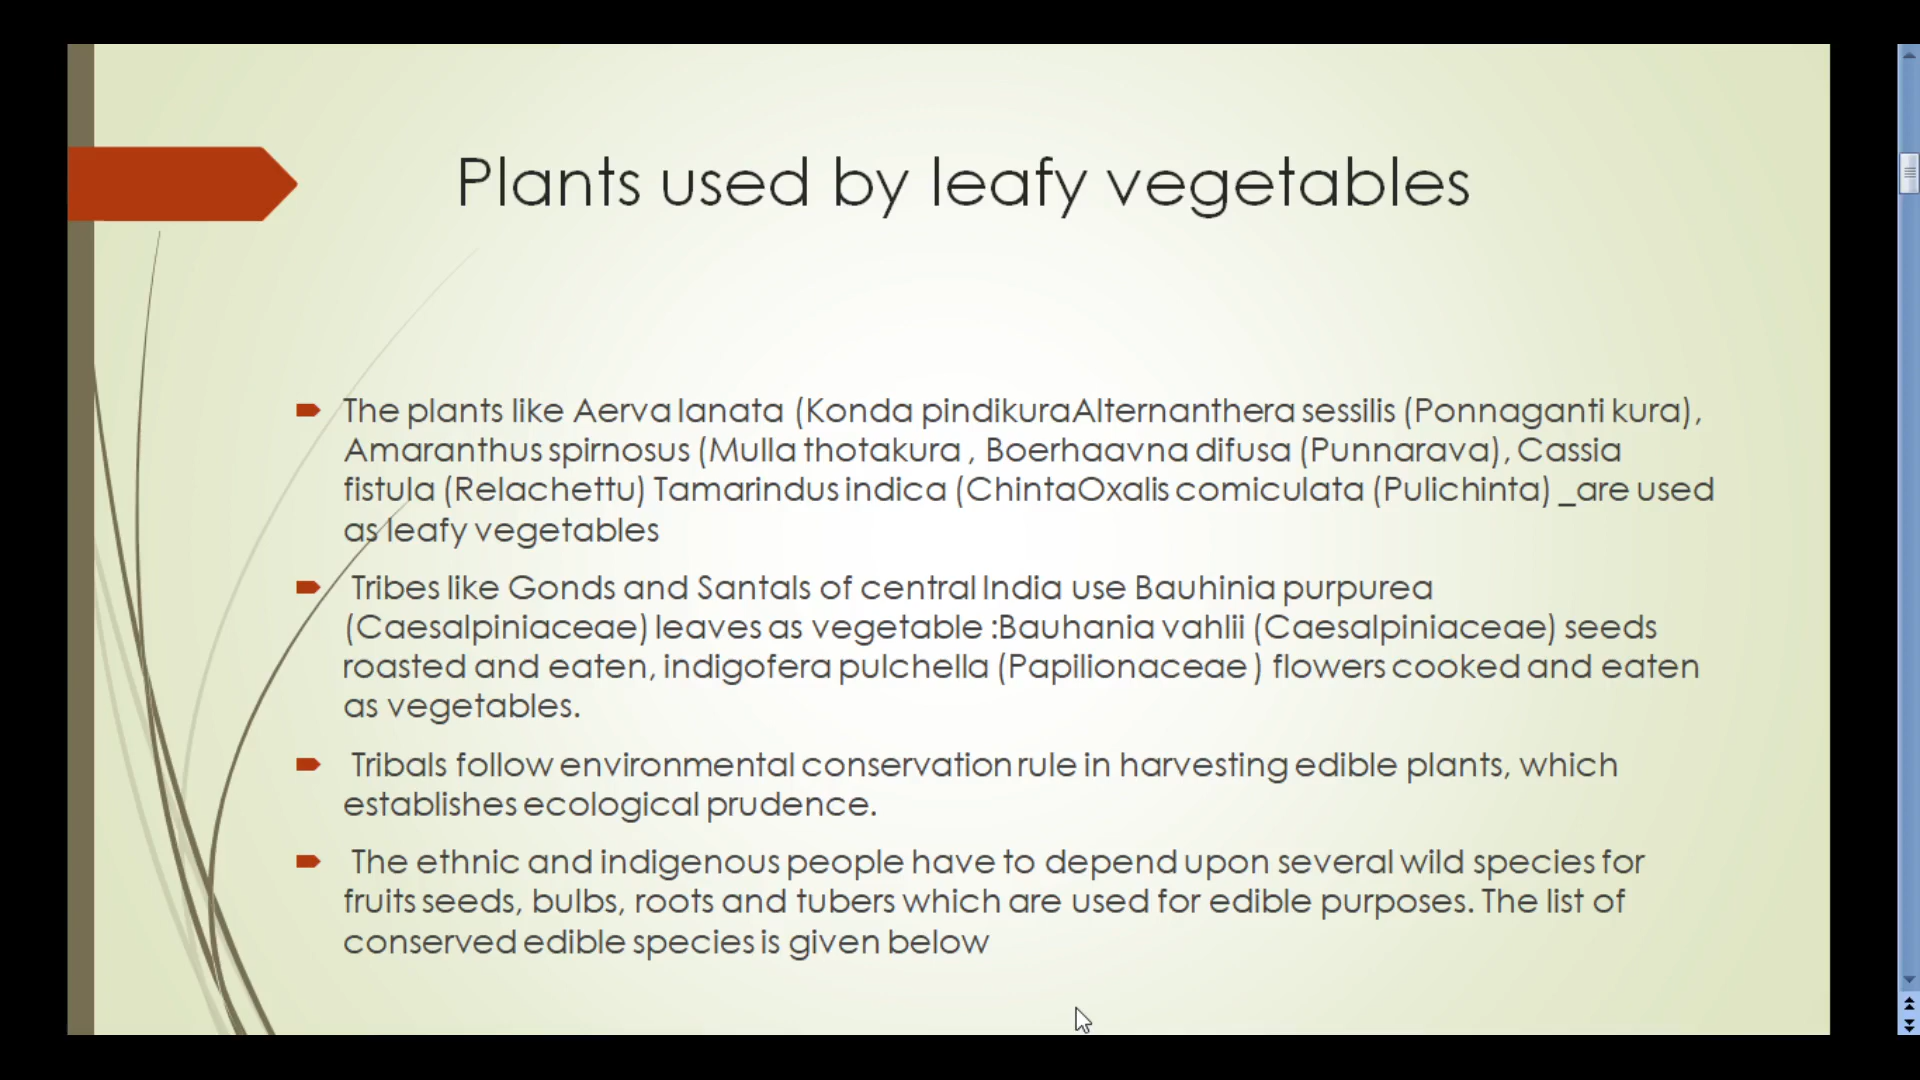 Plants used by leafy vegetables
The plants like Aerva lanata (Konda pindikuraAlternanthera sessilis (Ponnaganti kura),
Amaranthus spirnosus (Mulla thotakura , Boerhaavna difusa (Punnarava), Cassia
fistula (Relachettu) Tamarindus indica (ChintaOxalis comiculata (Pulichinta) _are used
as leafy vegetables
Tribes like Gonds and Santals of central India use Bauhinia purpurea
(Caesalpiniaceae) leaves as vegetable :Bauhania vahlii (Caesalpiniaceae) seeds
roasted and eaten, indigofera pulchella (Papilionaceae ) flowers cooked and eaten
as vegetables.
Tribals follow environmental conservation rule in harvesting edible plants, which
establishes ecological prudence.
The ethnic and indigenous people have to depend upon several wild species for
fruits seeds, bulbs, roots and tubers which are used for edible purposes. The list of
conserved edible species is given below